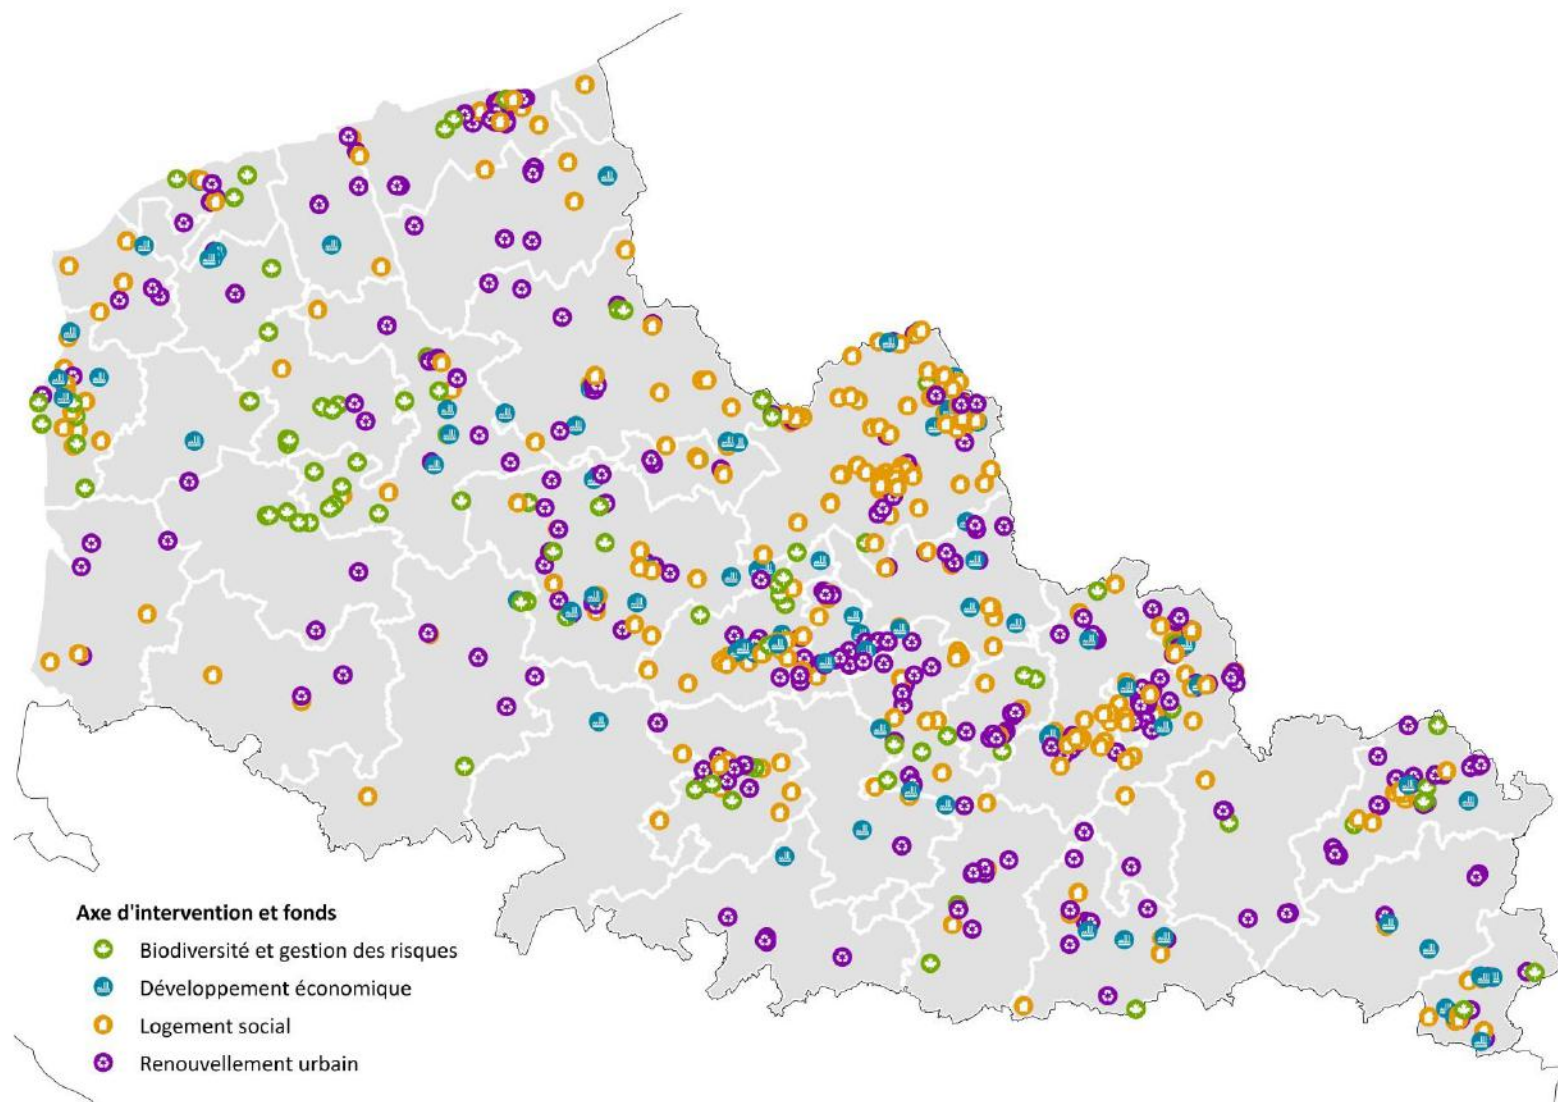 Axe d'intervention et fonds
Biodiversité et gestion des risques
Développement économique
Logement social
Renouvellement urbain